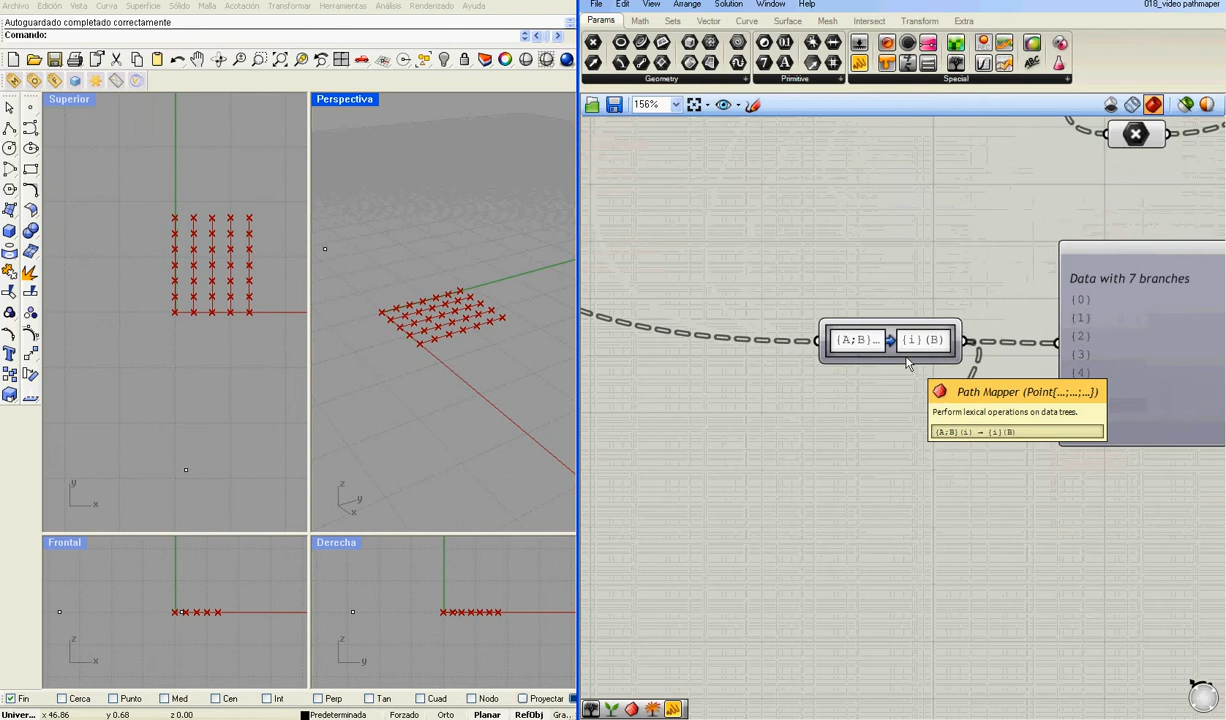 Archivo Edición Vista Curva Superficie Sólidos Malla Acotación Transformar Herramientas Análisis Renderizado Ayuda
Autoguardado completado correctamente
Comando:
File Edit View Arrange Solution Window Help
018_video pathmaper
Params Math Sets Vector Curve Surface Mesh Intersect Transform Extra
Geometry Primitive Special
156%
Superior
Perspectiva
Frontal
Derecha
y
x
z
y
x
z
x
z
y
{A;B}... {i}(B)
Data with 7 branches
{0}
{1}
{2}
{3}
{4}
Path Mapper (Point{...;...;...})
Perform lexical operations on data trees.
{A;B}(i) → {i}(B)
Fin Cerca Punto Med Cen Int Perp Tan Cuad Nodo Proyectar
Univer... x 46.86 y 0.68 z 0.00 Predeterminada Forzado Orto Planar RefObj Gra...